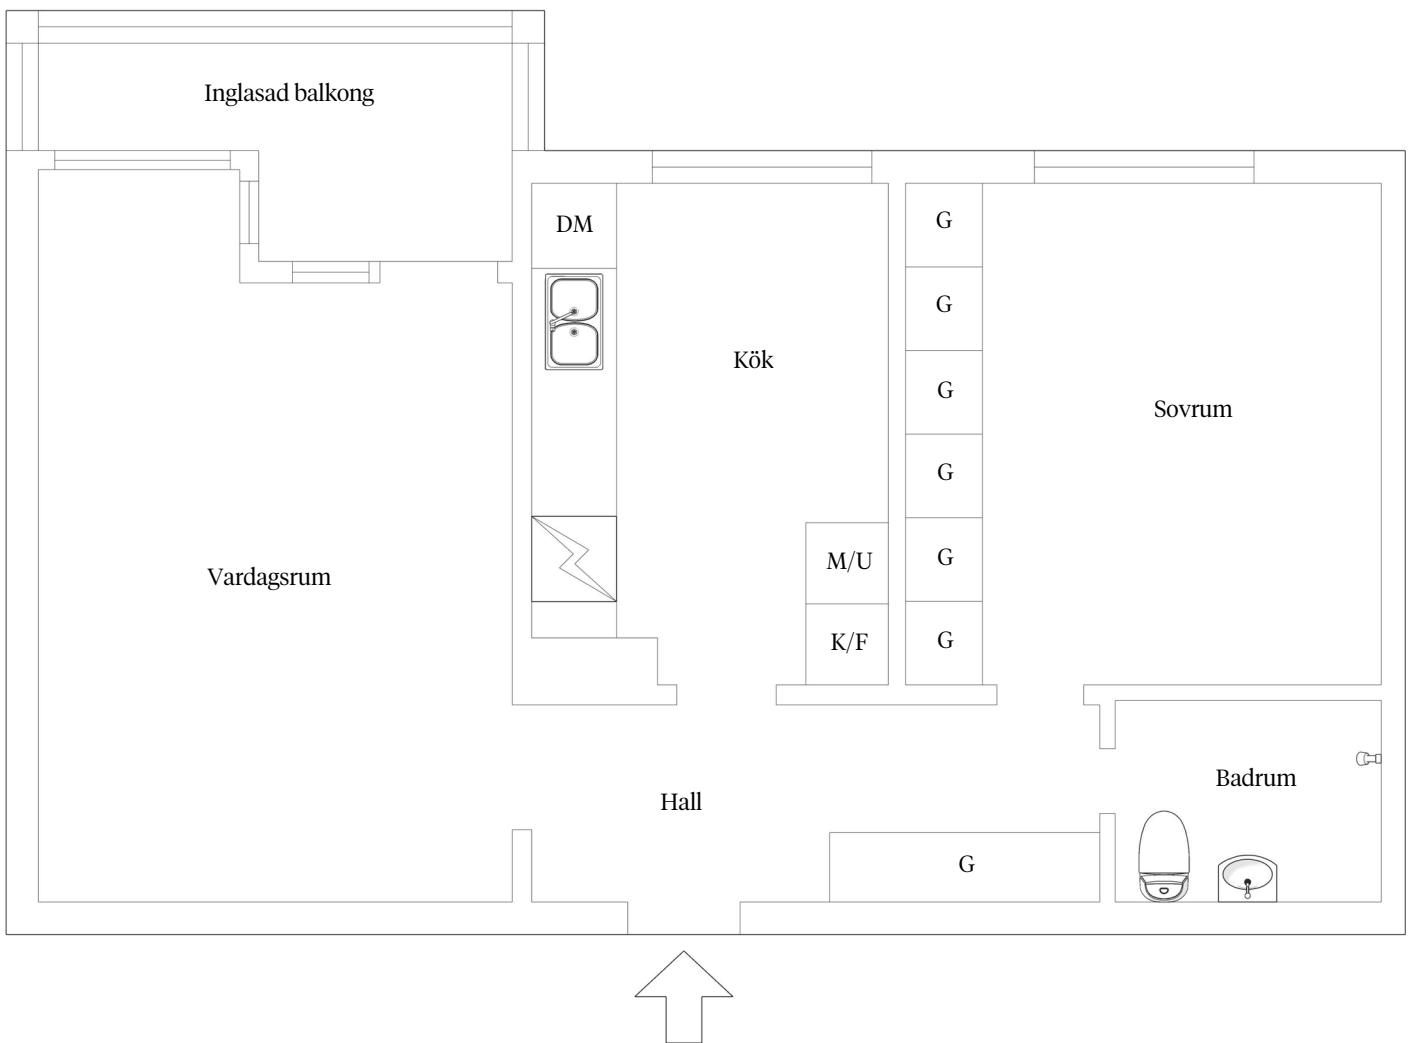 Inglasad balkong
DM
G
G
Kök
G
Sovrum
G
M/U
G
Vardagsrum
K/F
G
Badrum
Hall
G